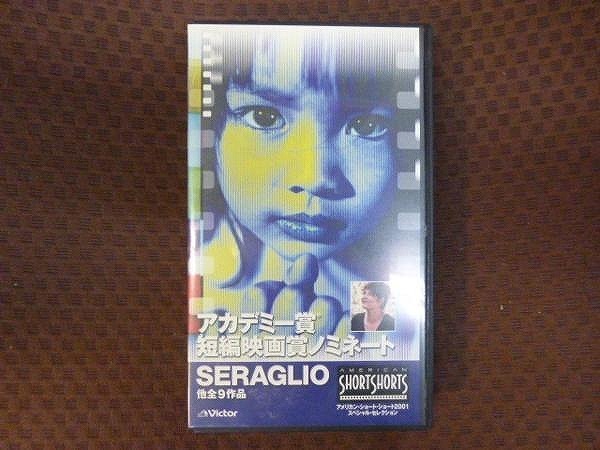 アカデミー賞
短編映画賞ノミネート
SERAGLIO
他全9作品
Victor
AMERICAN
SHORTSHORTS
アメリカン・ショート・ショート2001
スペシャル・セレクション